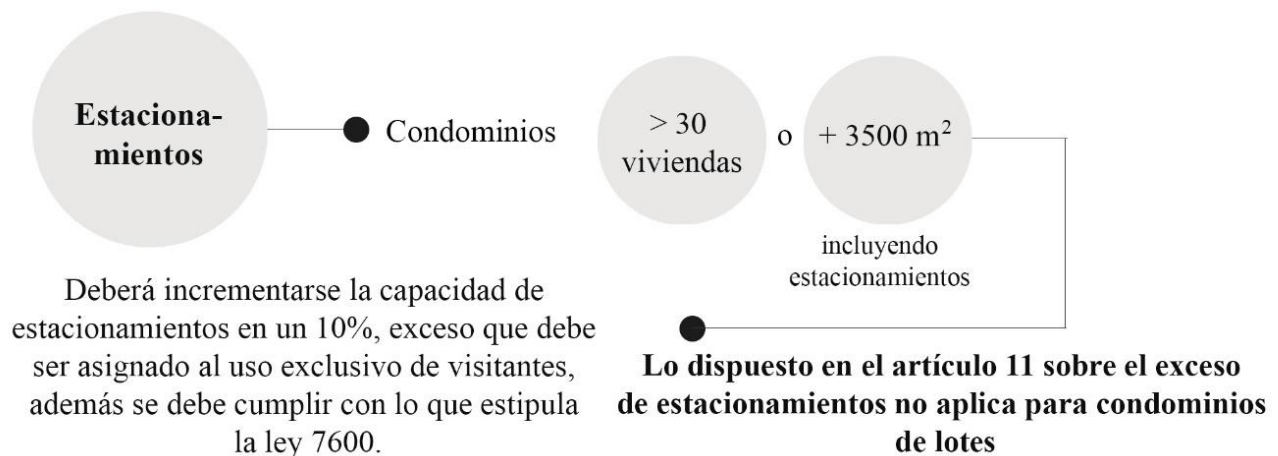 Estaciona-
mientos
Condominios
> 30
viviendas
o
+ 3500 m²
incluyendo
estacionamientos
Deberá incrementarse la capacidad de
estacionamientos en un 10%, exceso que debe
ser asignado al uso exclusivo de visitantes,
además se debe cumplir con lo que estipula
la ley 7600.
Lo dispuesto en el artículo 11 sobre el exceso
de estacionamientos no aplica para condominios
de lotes